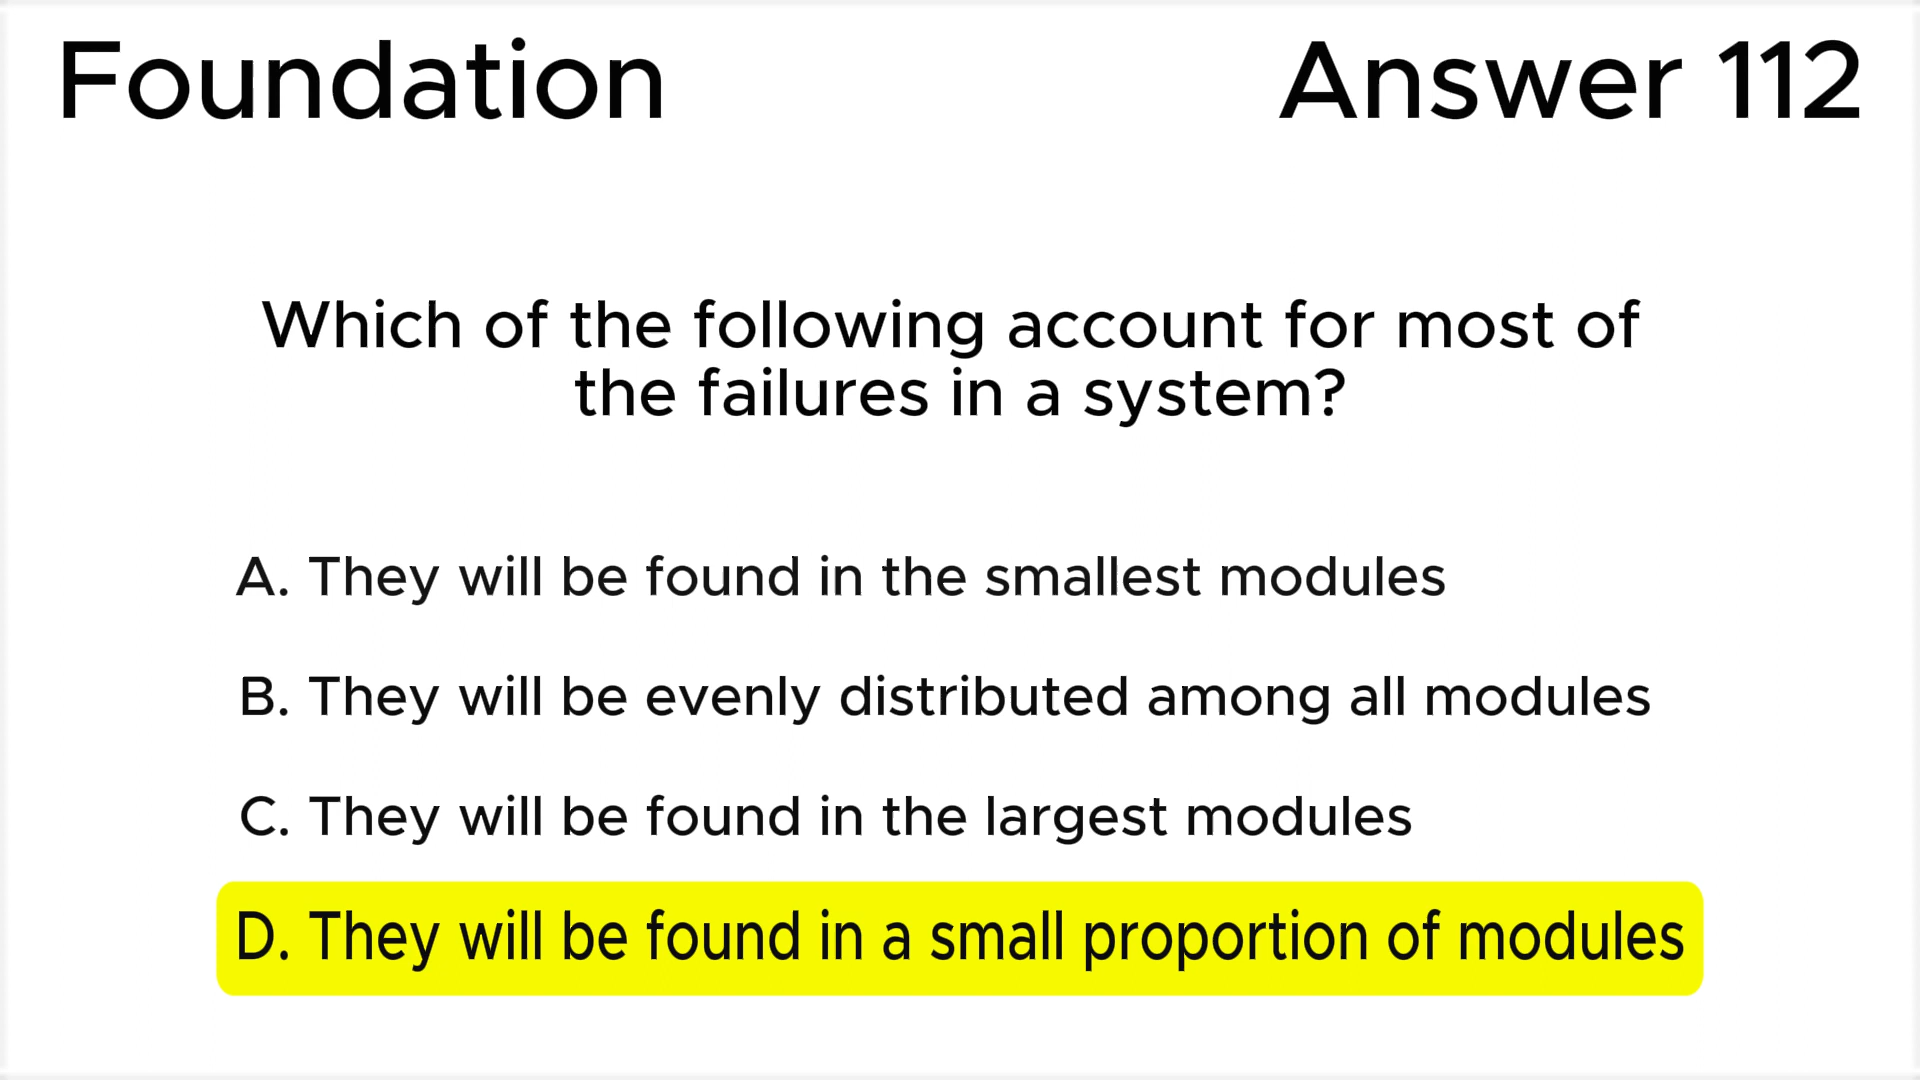 Foundation
Answer 112
Which of the following account for most of
the failures in a system?
A. They will be found in the smallest modules
B. They will be evenly distributed among all modules
C. They will be found in the largest modules
D. They will be found in a small proportion of modules